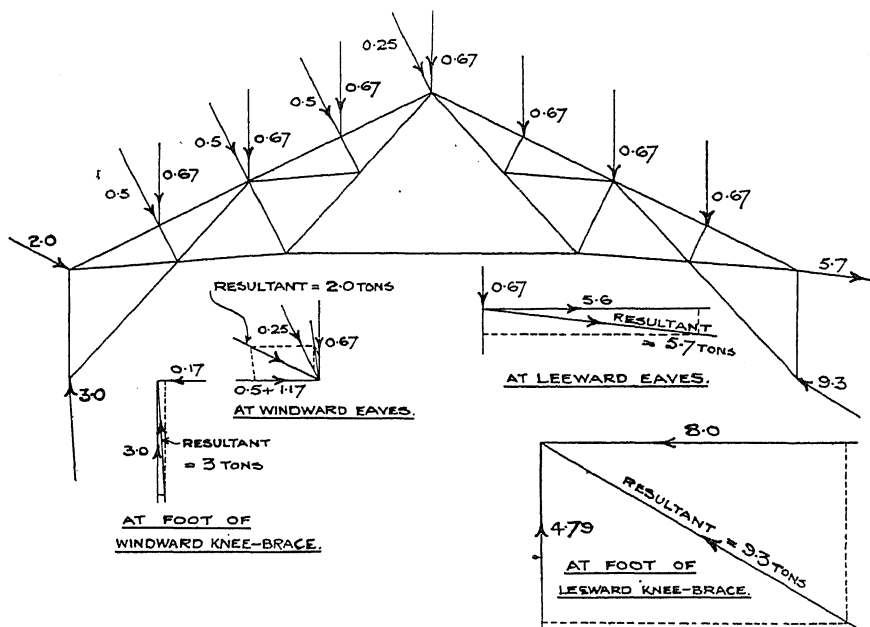 0.25
0.67
0.5
0.67
0.67
0.5
0.67
0.67
0.5
0.67
0.67
2.0
5.7
RESULTANT = 2.0 TONS
0.25
0.67
0.5 + 1.17
AT WINDWARD EAVES.
0.67
5.6
RESULTANT
= 5.7 TONS
AT LEEWARD EAVES.
3.0
0.17
3.0
RESULTANT
= 3 TONS
AT FOOT OF
WINDWARD KNEE-BRACE.
9.3
8.0
4.79
RESULTANT = 9.3 TONS
AT FOOT OF
LESWARD KNEE-BRACE.